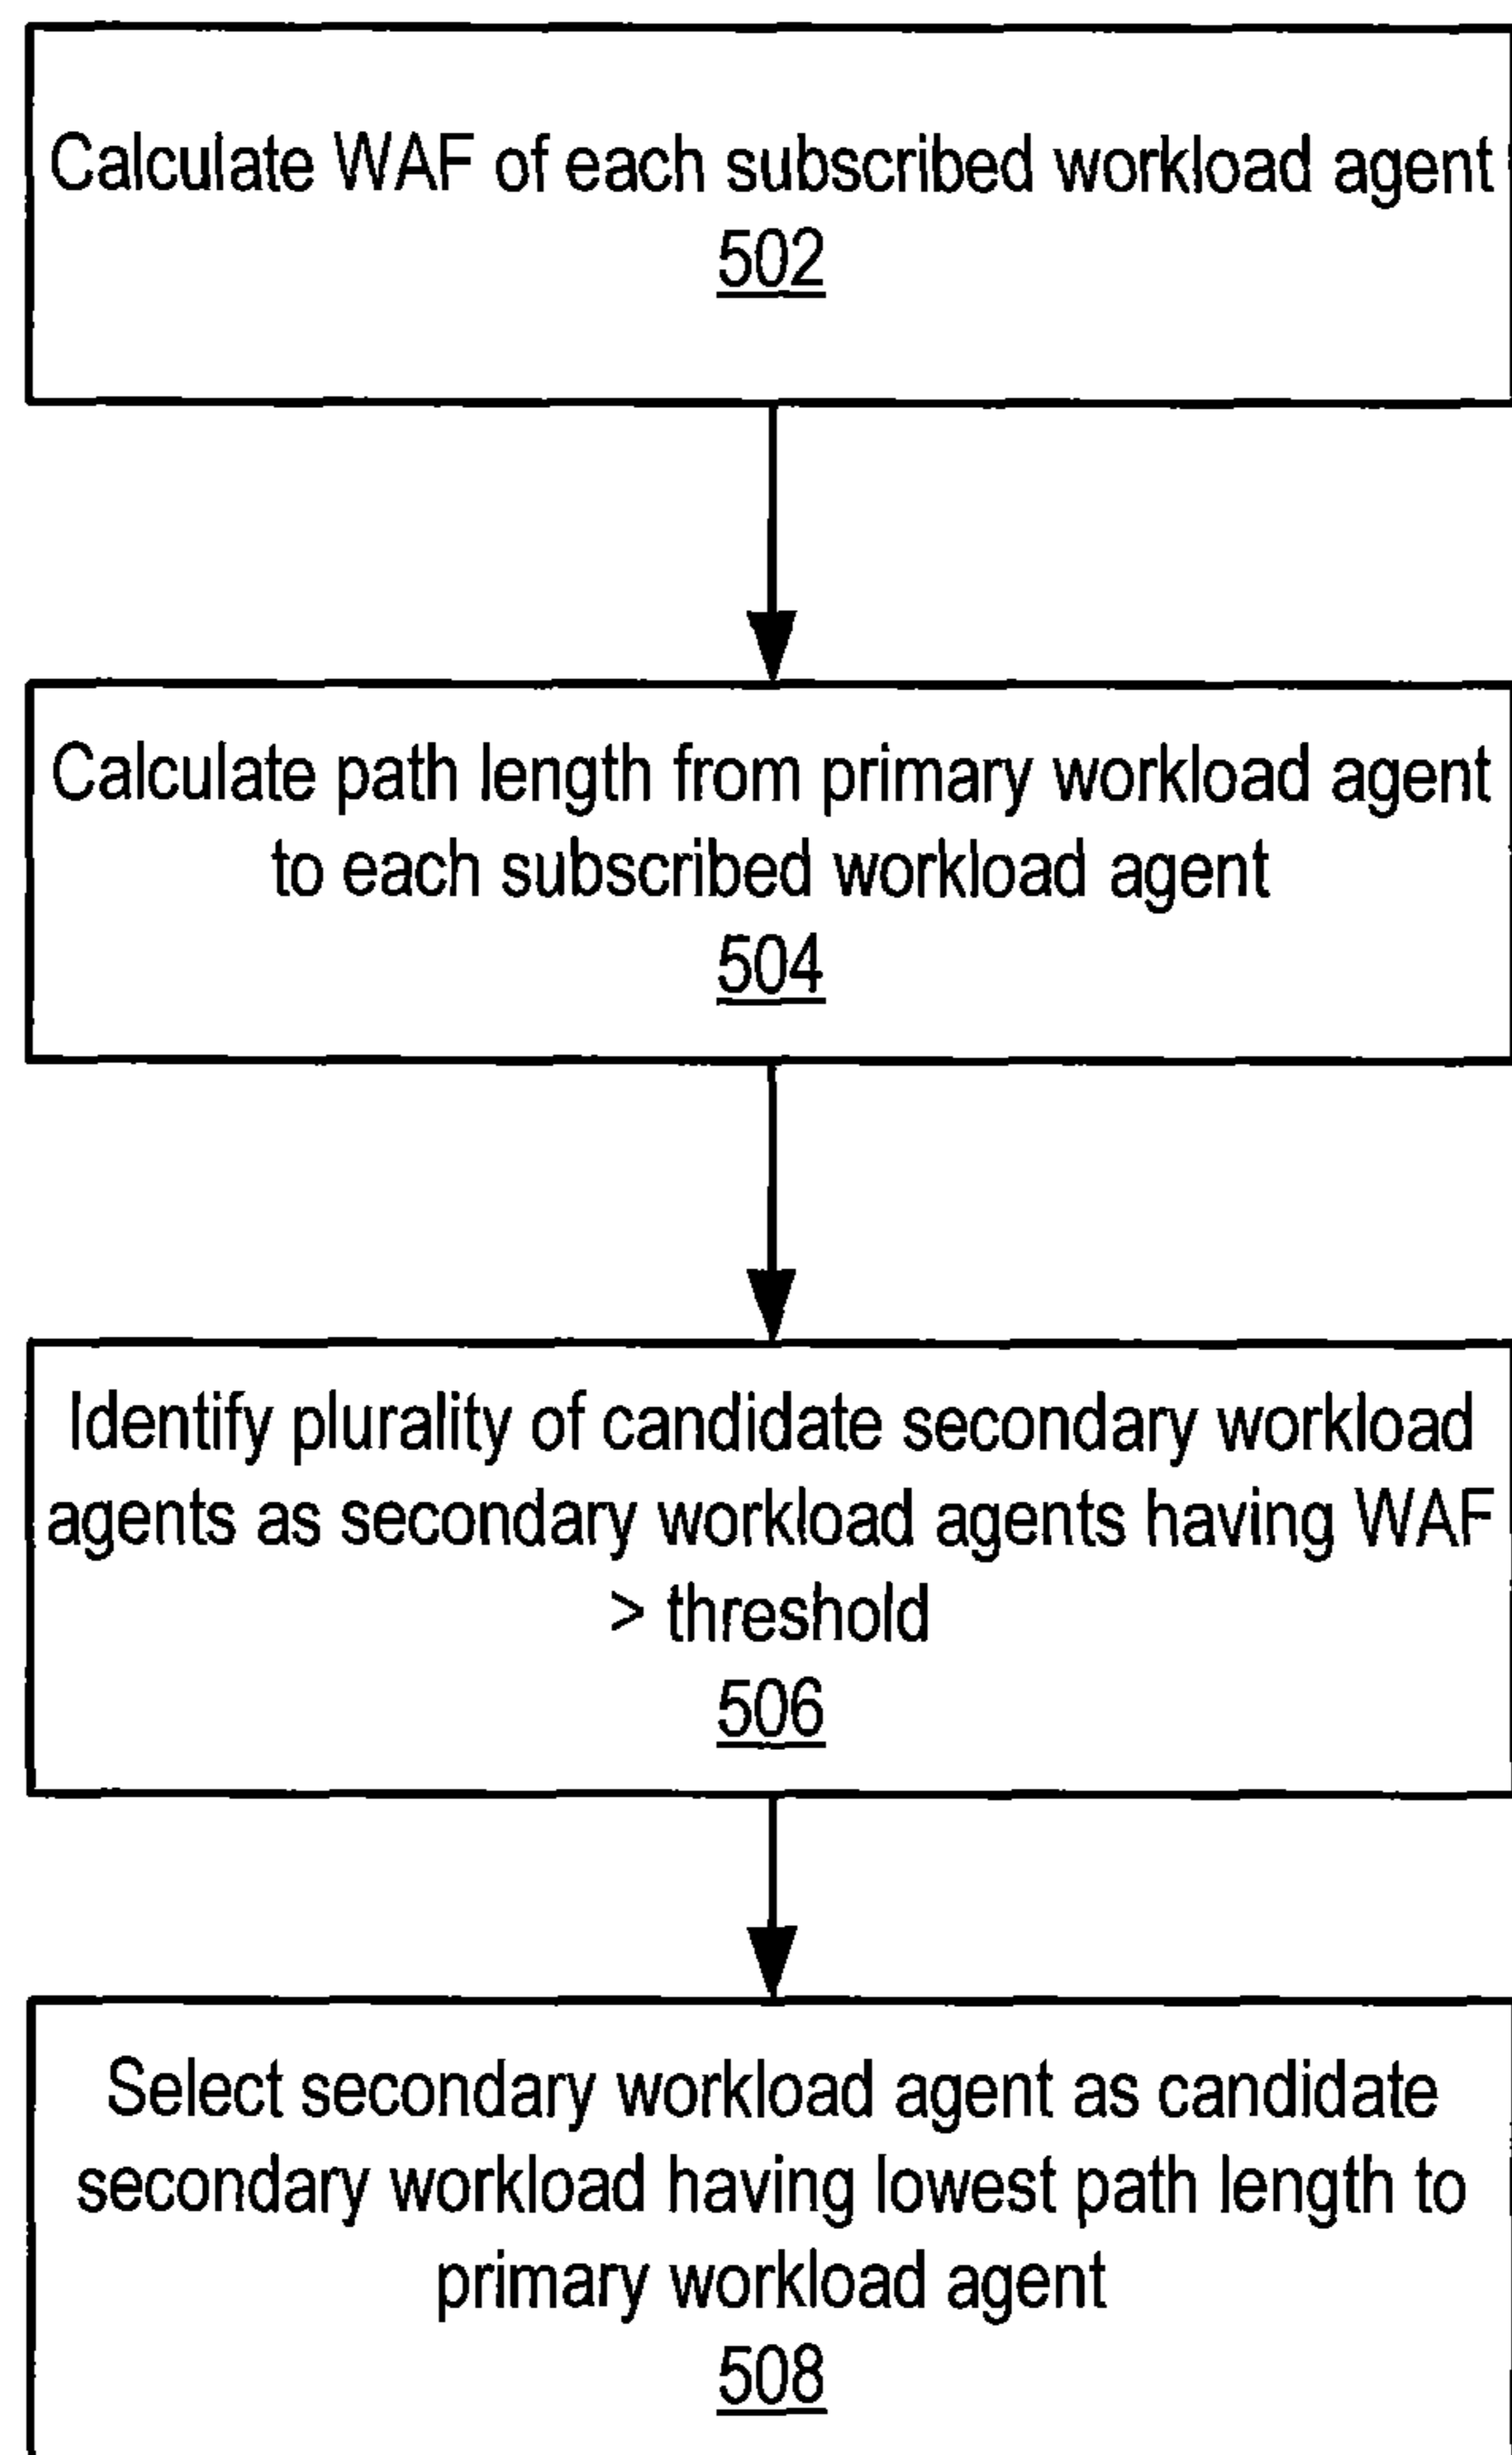 Calculate WAF of each subscribed workload agent
502
Calculate path length from primary workload agent
to each subscribed workload agent
504
Identify plurality of candidate secondary workload
agents as secondary workload agents having WAF
> threshold
506
Select secondary workload agent as candidate
secondary workload having lowest path length to
primary workload agent
508